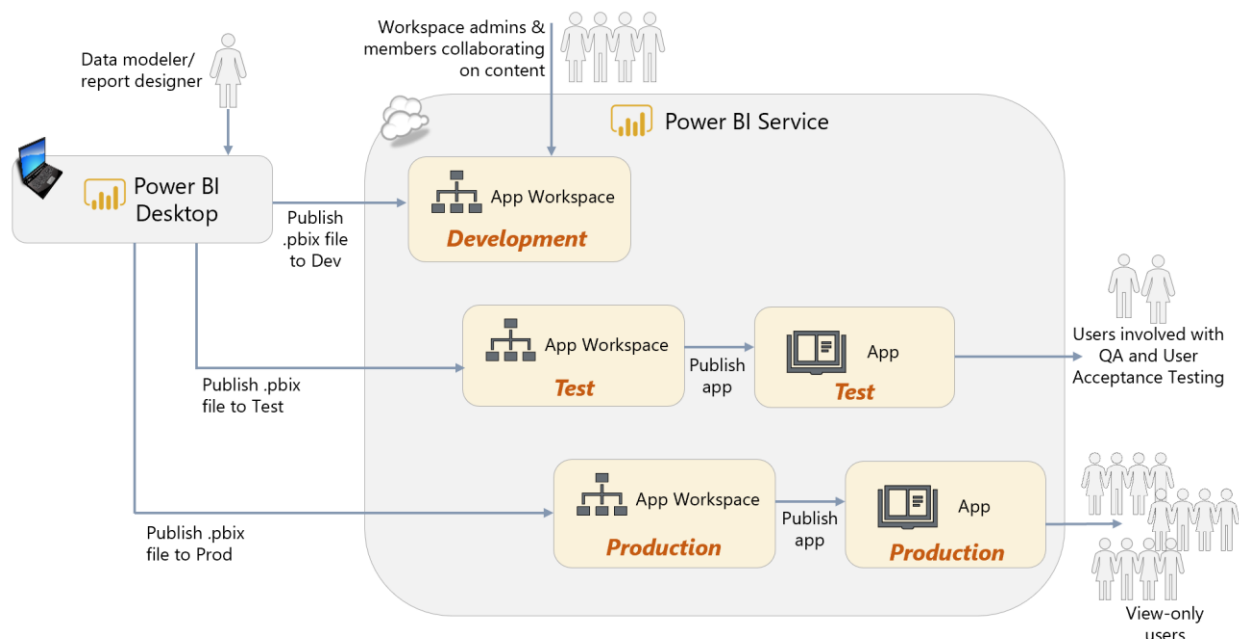 Workspace admins &
members collaborating
on content
Data modeler/
report designer
Power BI Service
Power BI
Desktop
App Workspace
Development
Publish
.pbix file
to Dev
App Workspace
Test
Publish
app
App
Test
Users involved with
QA and User
Acceptance Testing
Publish .pbix
file to Test
App Workspace
Production
Publish
app
App
Production
Publish .pbix
file to Prod
View-only
users